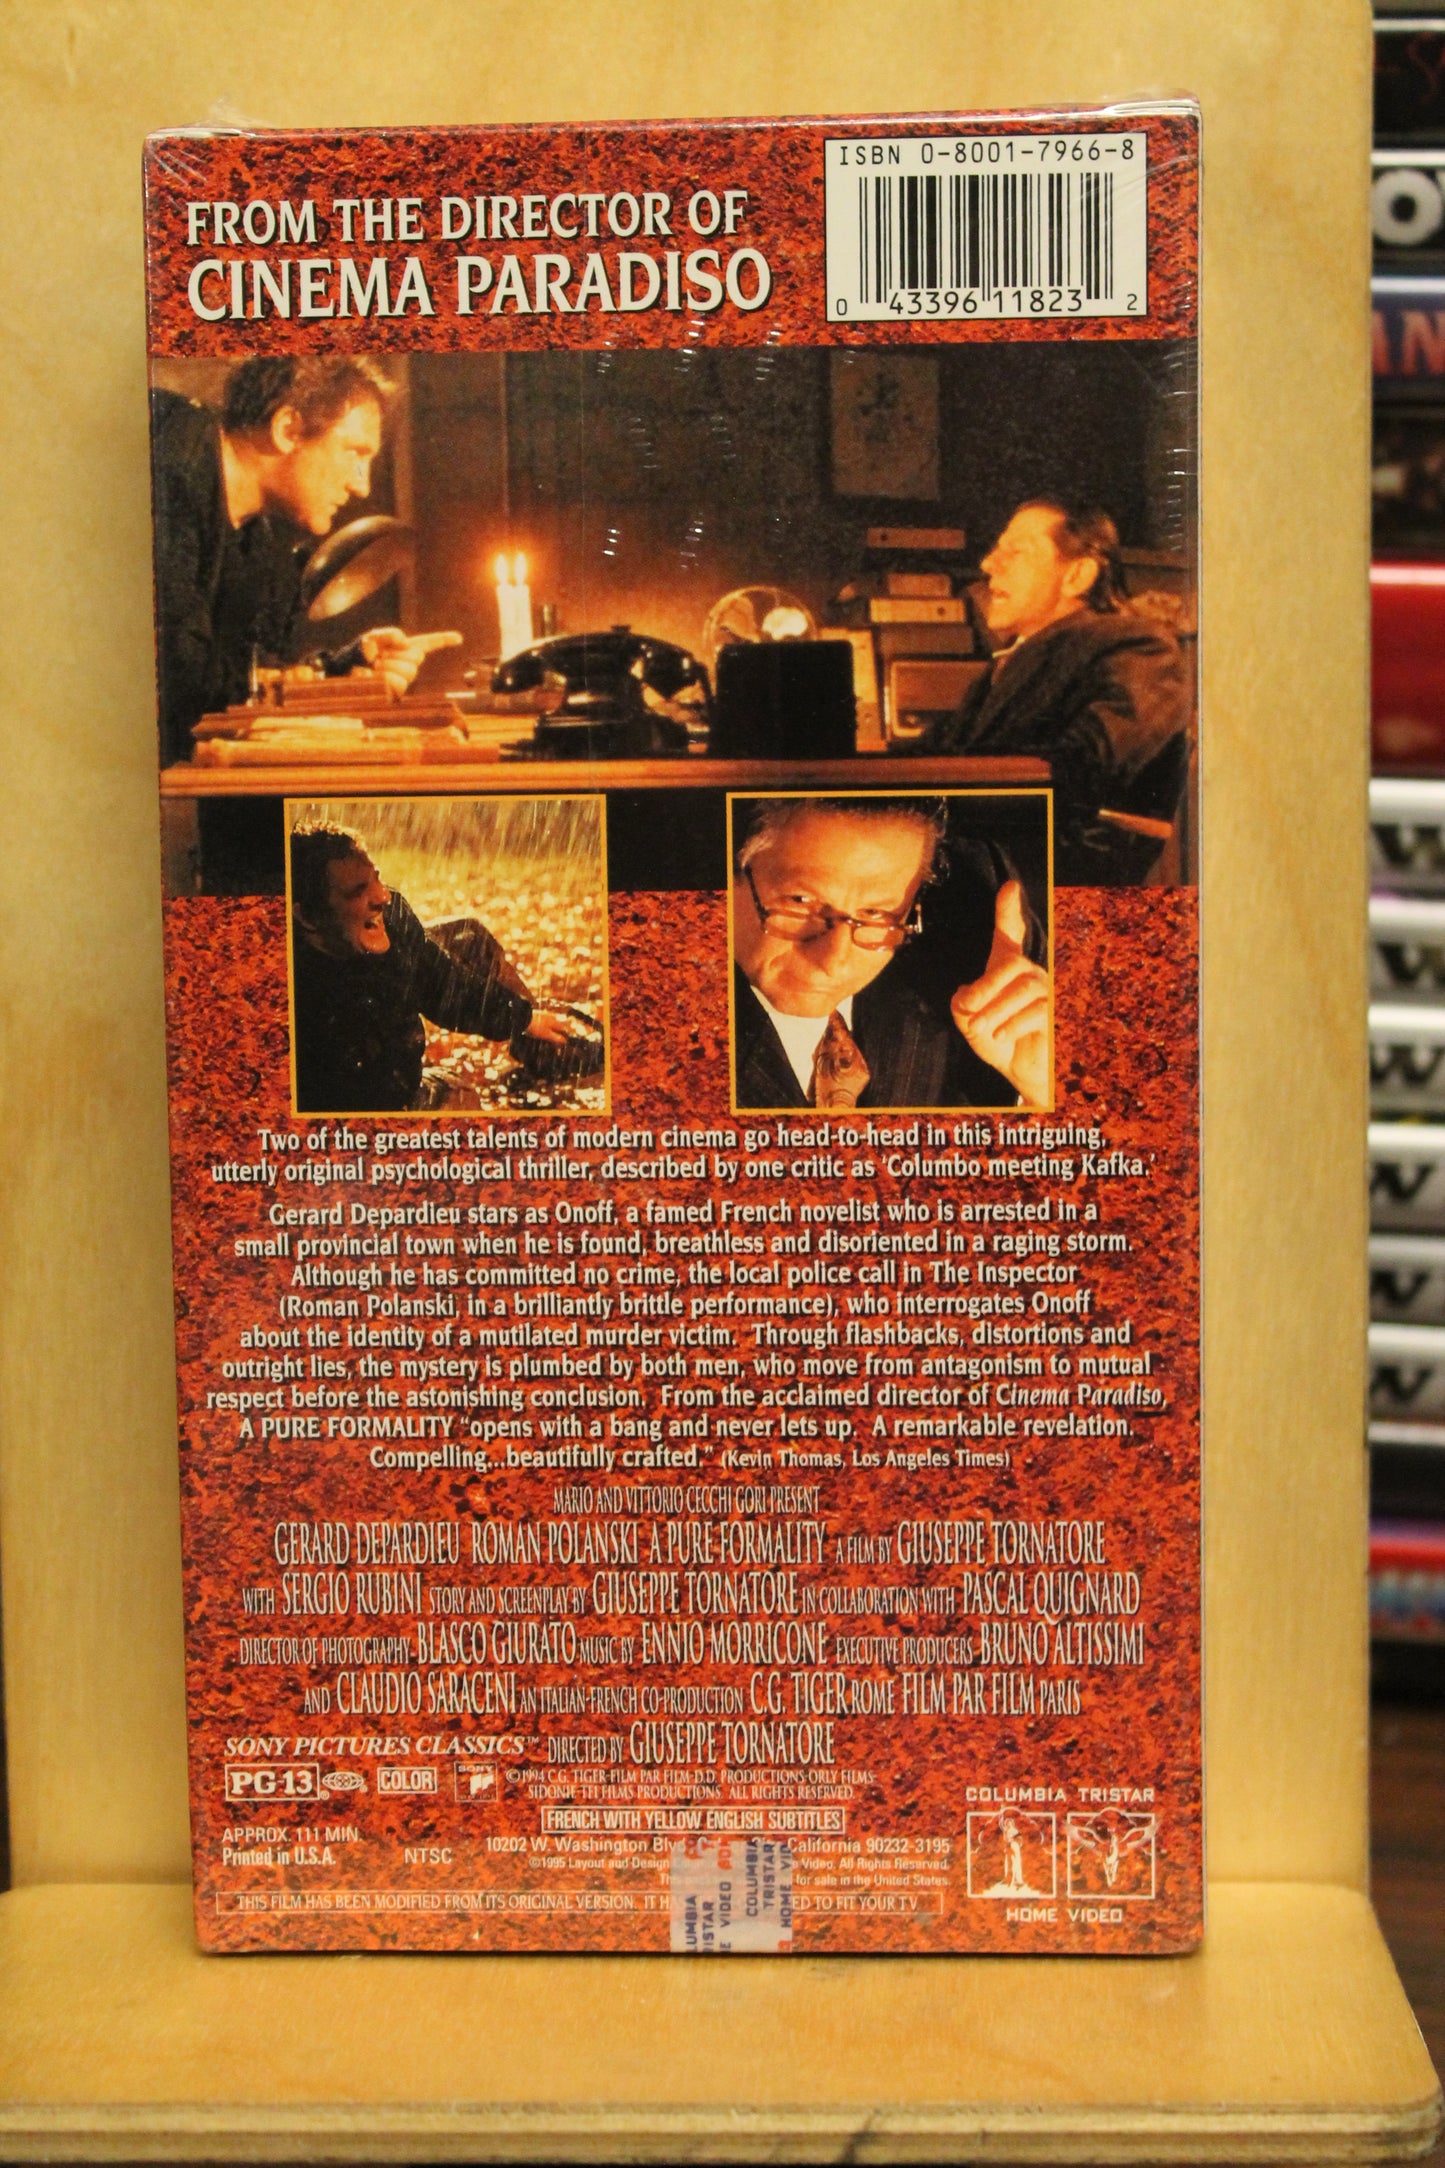 ISBN 0-8001-7966-8
FROM THE DIRECTOR OF
CINEMA PARADISO
0 43396 11823 2
Two of the greatest talents of modern cinema go head-to-head in this intriguing,
utterly original psychological thriller, described by one critic as 'Columbo meeting Kafka.'
Gerard Depardieu stars as Onoff, a famed French novelist who is arrested in a
small provincial town when he is found, breathless and disoriented in a raging storm.
Although he has committed no crime, the local police call in The Inspector
(Roman Polanski, in a brilliantly brittle performance), who interrogates Onoff
about the identity of a mutilated murder victim. Through flashbacks, distortions and
outright lies, the mystery is plumbed by both men, who move from antagonism to mutual
respect before the astonishing conclusion. From the acclaimed director of Cinema Paradiso,
A PURE FORMALITY "opens with a bang and never lets up. A remarkable revelation.
Compelling...beautifully crafted." (Kevin Thomas, Los Angeles Times)
MARIO AND VITTORIO CECCHI GORI PRESENT
GERARD DEPARDIEU ROMAN POLANSKI A PURE FORMALITY A FILM BY GIUSEPPE TORNATORE
WITH SERGIO RUBINI STORY AND SCREENPLAY BY GIUSEPPE TORNATORE IN COLLABORATION WITH PASCAL QUIGNARD
DIRECTOR OF PHOTOGRAPHY BLASCO GIURATO MUSIC BY ENNIO MORRICONE EXECUTIVE PRODUCERS BRUNO ALTISSIMI
AND CLAUDIO SARACENI AN ITALIAN-FRENCH CO-PRODUCTION C.G. TIGER ROME FILM PAR FILM PARIS
SONY PICTURES CLASSICS™ DIRECTED BY GIUSEPPE TORNATORE
PG-13 ® COLOR SONY ©1994 C.G. TIGER-FILM PAR FILM-D.D. PRODUCTIONS-ORLY FILMS-
SIDONIE-TF1 FILMS PRODUCTIONS. ALL RIGHTS RESERVED.
COLUMBIA TRISTAR
FRENCH WITH YELLOW ENGLISH SUBTITLES
APPROX. 111 MIN.
Printed in U.S.A.
NTSC
10202 W. Washington Blv California 90232-3195
©1995 Layout and Design Video. All Rights Reserved.
for sale in the United States.
THIS FILM HAS BEEN MODIFIED FROM ITS ORIGINAL VERSION. IT HA ED TO FIT YOUR TV.
HOME VIDEO
COLUMBIA
TRISTAR
HOME VID
UMBIA
ISTAR
E VIDEO